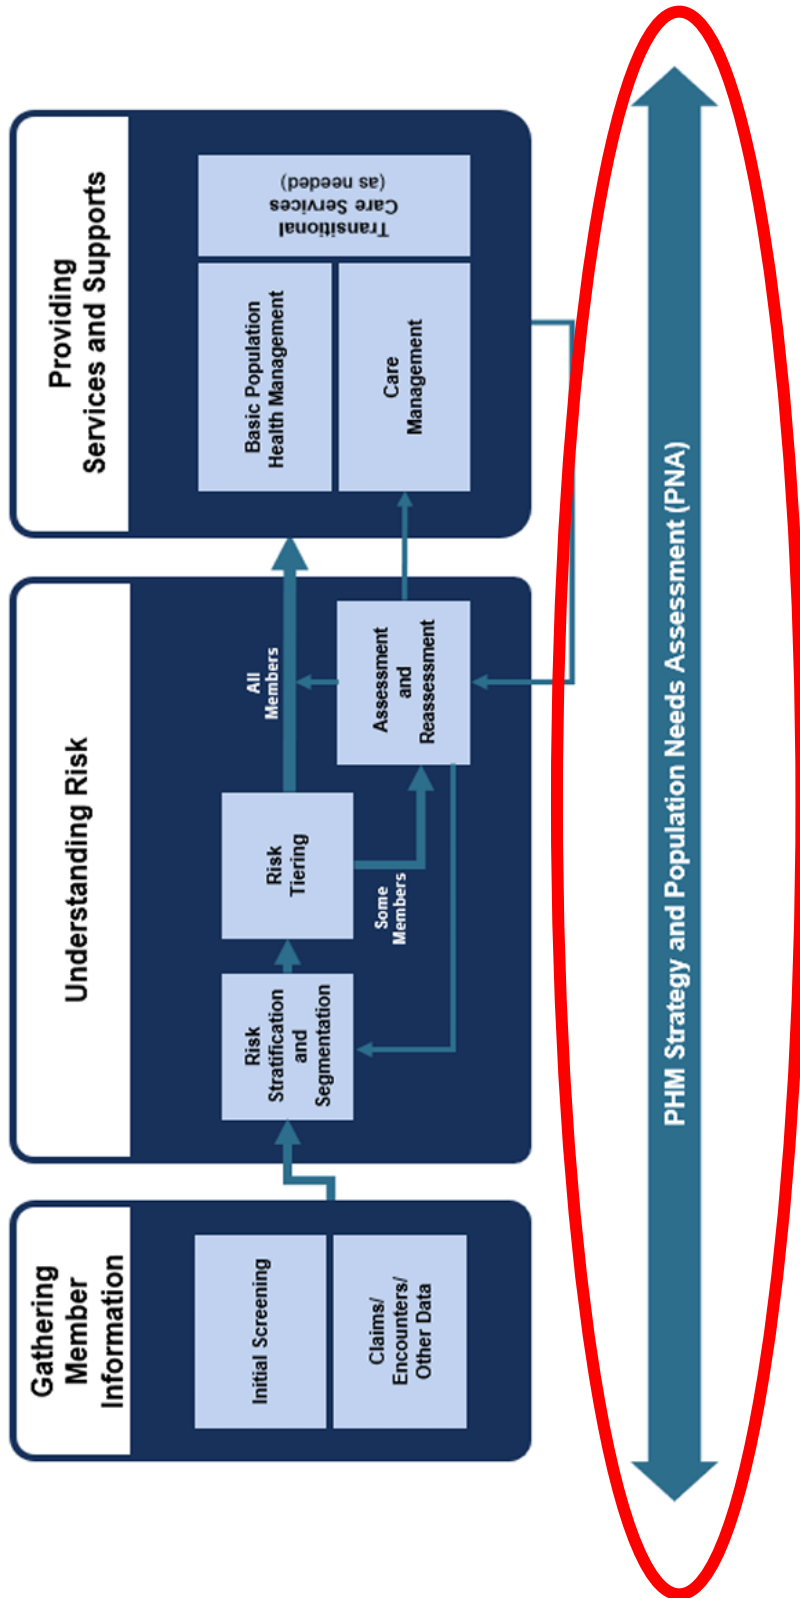 Gathering
Member
Information
Initial Screening
Claims/
Encounters/
Other Data
Understanding Risk
Risk
Stratification
and
Segmentation
Risk
Tiering
All
Members
Some
Members
Assessment
and
Reassessment
Providing
Services and Supports
Basic Population
Health Management
Care
Management
Transitional
Care Services
(as needed)
PHM Strategy and Population Needs Assessment (PNA)